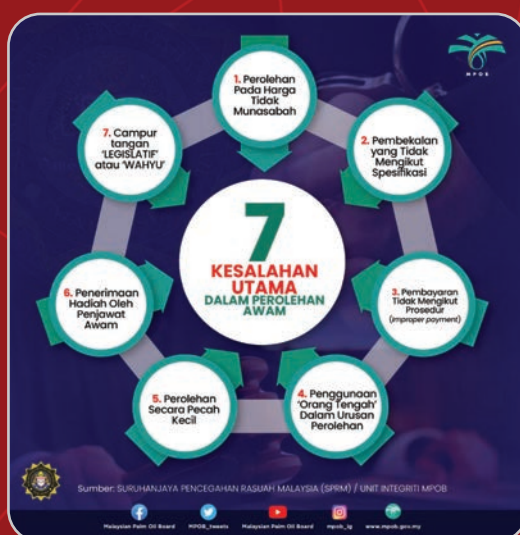 MPOB
1. Perolehan
Pada Harga
Tidak
Munasabah
2. Pembekalan
yang Tidak
Mengikut
Spesifikasi
3. Pembayaran
Tidak Mengikut
Prosedur
(improper payment)
4. Penggunaan
'Orang Tengah'
Dalam Urusan
Perolehan
5. Perolehan
Secara Pecah
Kecil
6. Penerimaan
Hadiah Oleh
Penjawat
Awam
7. Campur
tangan
'LEGISLATIF'
atau 'WAHYU'
7
KESALAHAN
UTAMA
DALAM PEROLEHAN
AWAM
Sumber: SURUHANJAYA PENCEGAHAN RASUAH MALAYSIA (SPRM) / UNIT INTEGRITI MPOB
Malaysian Palm Oil Board
MPOB_tweets
Malaysian Palm Oil Board
mpob_ig
www.mpob.gov.my